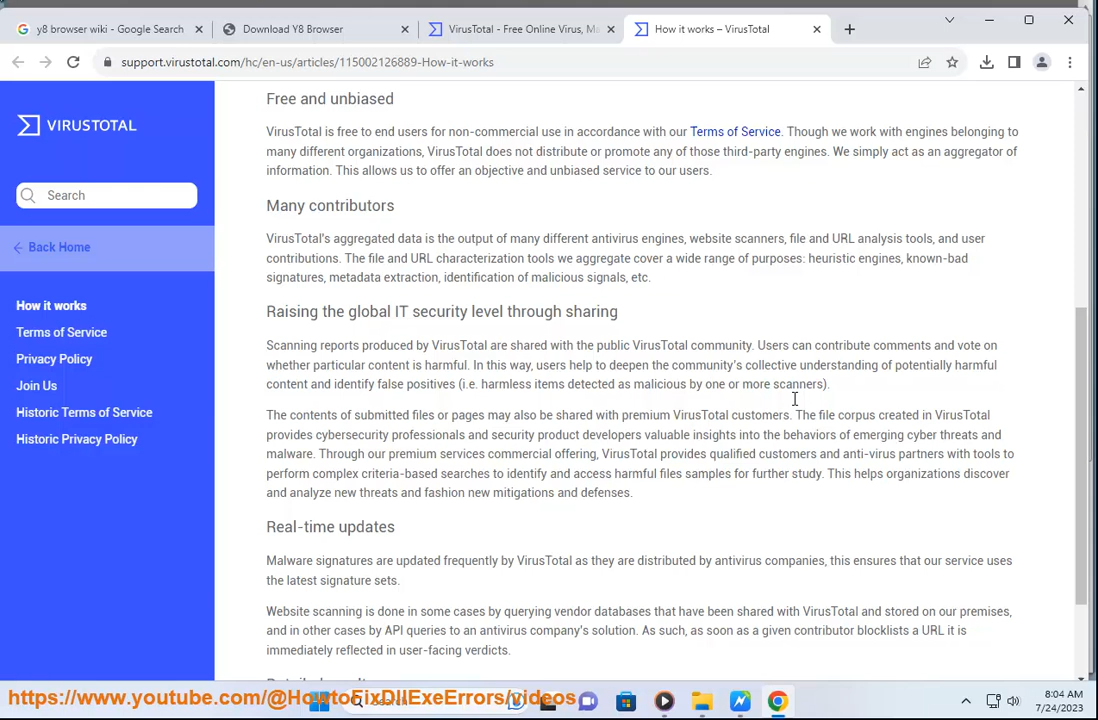 y8 browser wiki - Google Search
Download Y8 Browser
VirusTotal - Free Online Virus, Ma
How it works – VirusTotal
support.virustotal.com/hc/en-us/articles/115002126889-How-it-works
VIRUSTOTAL
Search
Back Home
How it works
Terms of Service
Privacy Policy
Join Us
Historic Terms of Service
Historic Privacy Policy
Free and unbiased
VirusTotal is free to end users for non-commercial use in accordance with our Terms of Service. Though we work with engines belonging to
many different organizations, VirusTotal does not distribute or promote any of those third-party engines. We simply act as an aggregator of
information. This allows us to offer an objective and unbiased service to our users.
Many contributors
VirusTotal's aggregated data is the output of many different antivirus engines, website scanners, file and URL analysis tools, and user
contributions. The file and URL characterization tools we aggregate cover a wide range of purposes: heuristic engines, known-bad
signatures, metadata extraction, identification of malicious signals, etc.
Raising the global IT security level through sharing
Scanning reports produced by VirusTotal are shared with the public VirusTotal community. Users can contribute comments and vote on
whether particular content is harmful. In this way, users help to deepen the community's collective understanding of potentially harmful
content and identify false positives (i.e. harmless items detected as malicious by one or more scanners).
The contents of submitted files or pages may also be shared with premium VirusTotal customers. The file corpus created in VirusTotal
provides cybersecurity professionals and security product developers valuable insights into the behaviors of emerging cyber threats and
malware. Through our premium services commercial offering, VirusTotal provides qualified customers and anti-virus partners with tools to
perform complex criteria-based searches to identify and access harmful files samples for further study. This helps organizations discover
and analyze new threats and fashion new mitigations and defenses.
Real-time updates
Malware signatures are updated frequently by VirusTotal as they are distributed by antivirus companies, this ensures that our service uses
the latest signature sets.
Website scanning is done in some cases by querying vendor databases that have been shared with VirusTotal and stored on our premises,
and in other cases by API queries to an antivirus company's solution. As such, as soon as a given contributor blocklists a URL it is
immediately reflected in user-facing verdicts.
https://www.youtube.com/@HowtoFixDllExeErrors/videos
8:04 AM
7/24/2023